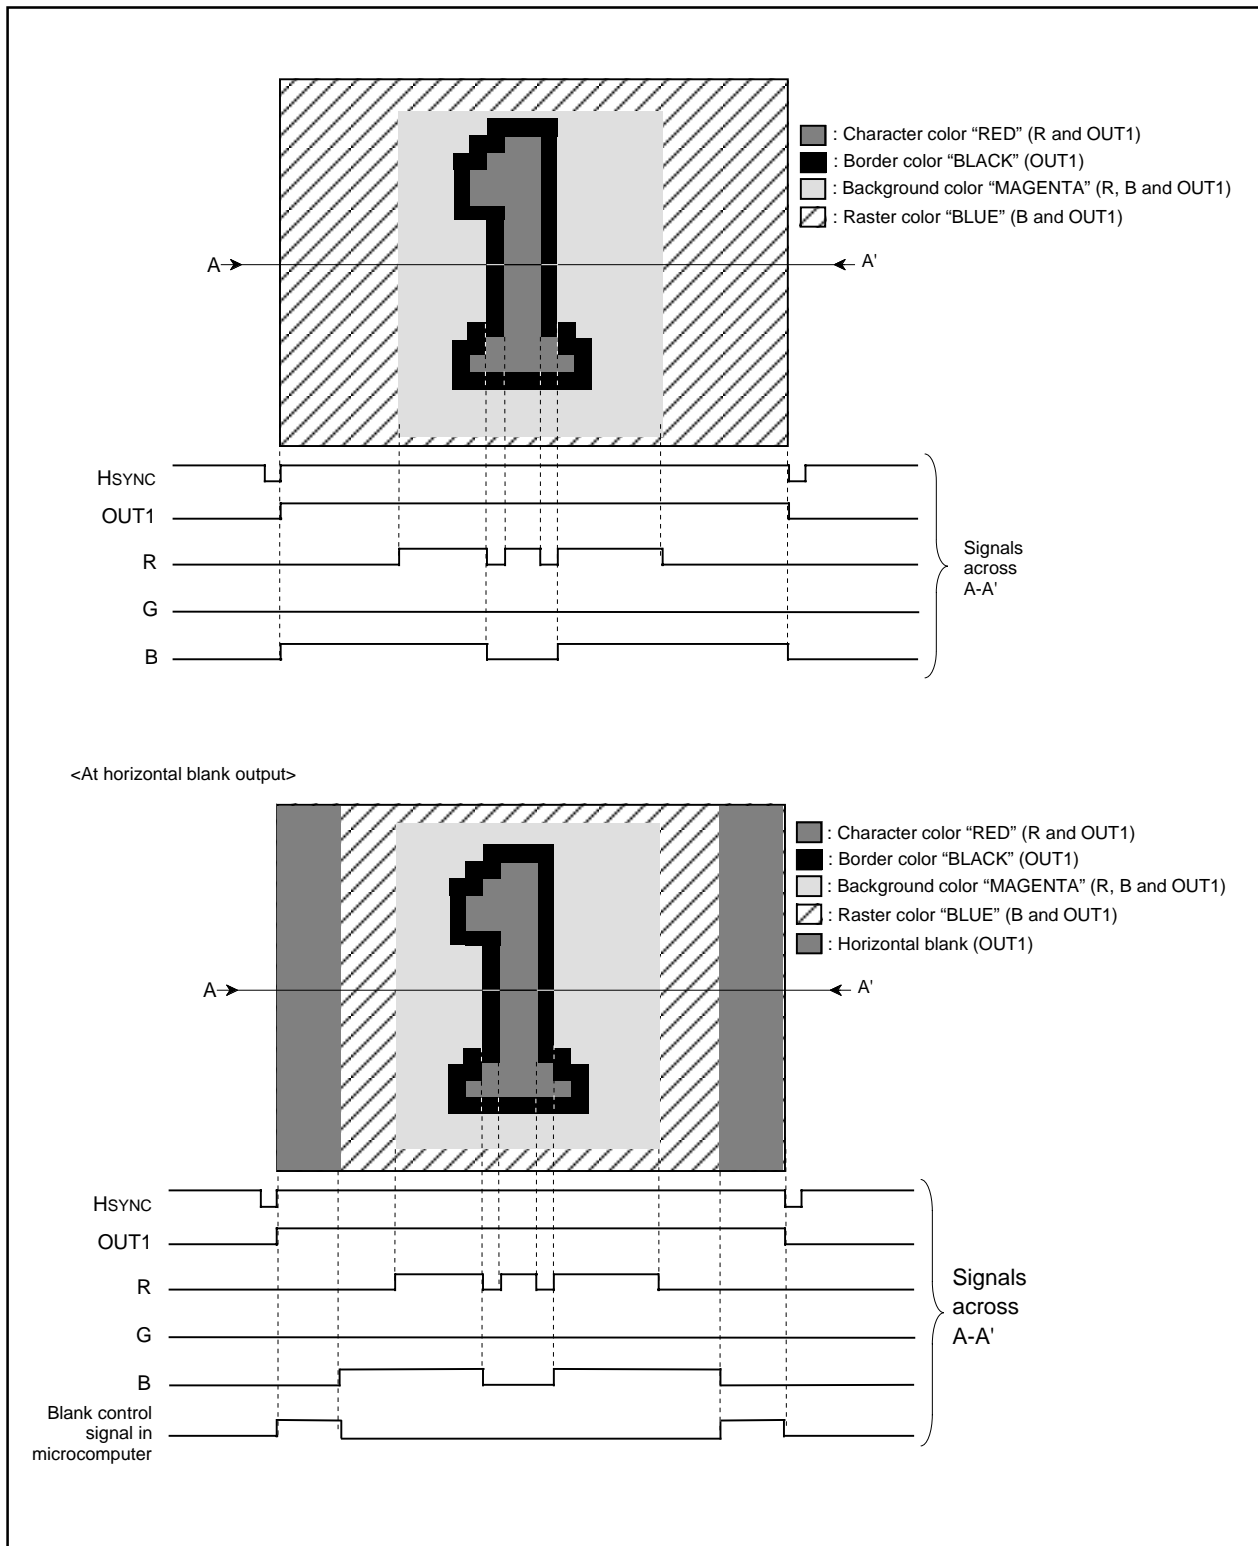 : Character color “RED” (R and OUT1)
: Border color “BLACK” (OUT1)
: Background color “MAGENTA” (R, B and OUT1)
: Raster color “BLUE” (B and OUT1)
A
A'
HSYNC
OUT1
R
G
B
Signals
across
A-A'
<At horizontal blank output>
: Character color “RED” (R and OUT1)
: Border color “BLACK” (OUT1)
: Background color “MAGENTA” (R, B and OUT1)
: Raster color “BLUE” (B and OUT1)
: Horizontal blank (OUT1)
A
A'
HSYNC
OUT1
R
G
B
Blank control
signal in
microcomputer
Signals
across
A-A'